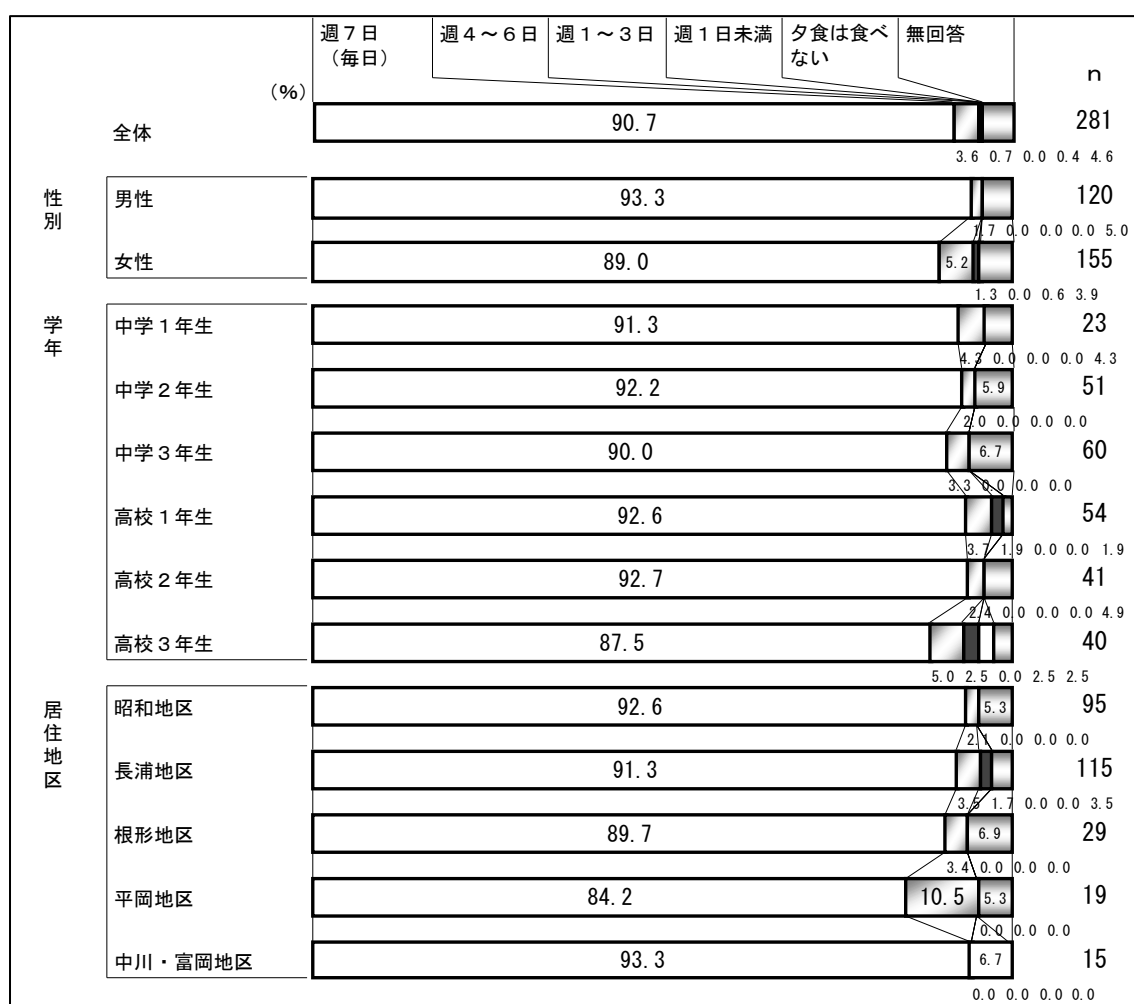 週７日 週４～６日 週１～３日 週１日未満 夕食は食べ 無回答
（毎日） ない
n
（％）
全体 90.7 281
3.6 0.7 0.0 0.4 4.6
性別
男性 93.3 120
1.7 0.0 0.0 0.0 5.0
女性 89.0 5.2 155
1.3 0.0 0.6 3.9
学年
中学１年生 91.3 23
4.3 0.0 0.0 0.0 4.3
中学２年生 92.2 5.9 51
2.0 0.0 0.0 0.0
中学３年生 90.0 6.7 60
3.3 0.0 0.0 0.0
高校１年生 92.6 54
3.7 1.9 0.0 0.0 1.9
高校２年生 92.7 41
2.4 0.0 0.0 0.0 4.9
高校３年生 87.5 40
5.0 2.5 0.0 2.5 2.5
居住地区
昭和地区 92.6 5.3 95
2.1 0.0 0.0 0.0
長浦地区 91.3 115
3.5 1.7 0.0 0.0 3.5
根形地区 89.7 6.9 29
3.4 0.0 0.0 0.0
平岡地区 84.2 10.5 5.3 19
0.0 0.0 0.0
中川・富岡地区 93.3 6.7 15
0.0 0.0 0.0 0.0